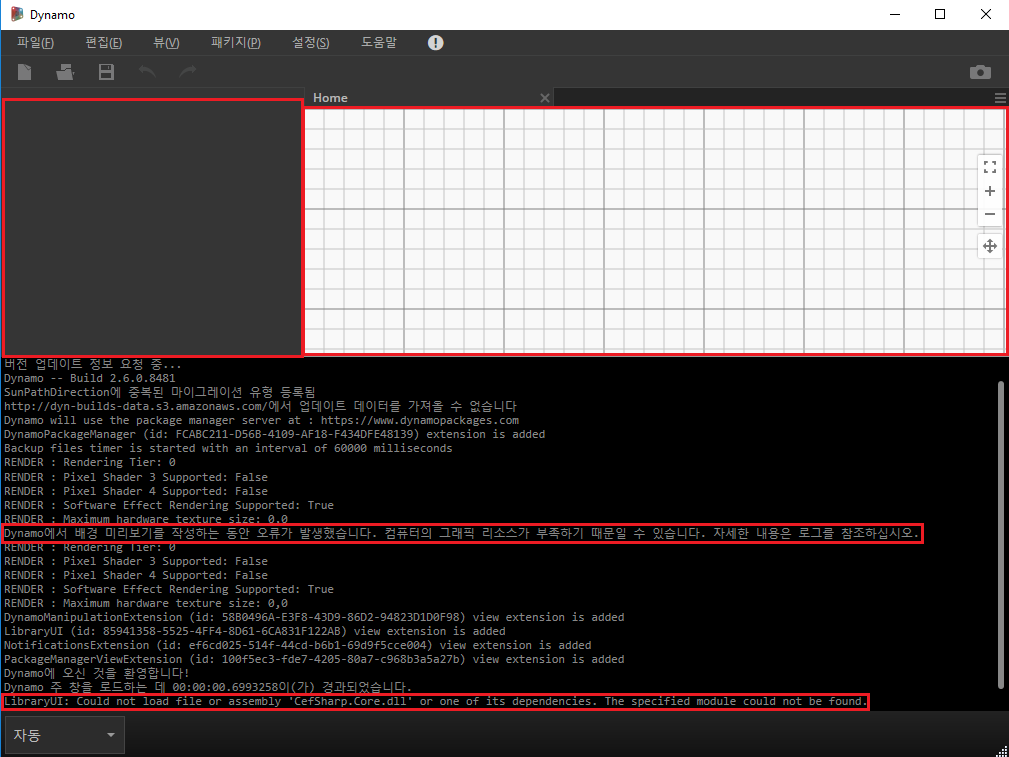 Dynamo
파일(F) 편집(E) 뷰(V) 패키지(P) 설정(S) 도움말
Home
버전 업데이트 정보 요청 중...
Dynamo -- Build 2.6.0.8481
SunPathDirection에 중복된 마이그레이션 유형 등록됨
http://dyn-builds-data.s3.amazonaws.com/에서 업데이트 데이터를 가져올 수 없습니다
Dynamo will use the package manager server at : https://www.dynamopackages.com
DynamoPackageManager (id: FCABC211-D56B-4109-AF18-F434DFE48139) extension is added
Backup files timer is started with an interval of 60000 milliseconds
RENDER : Rendering Tier: 0
RENDER : Pixel Shader 3 Supported: False
RENDER : Pixel Shader 4 Supported: False
RENDER : Software Effect Rendering Supported: True
RENDER : Maximum hardware texture size: 0,0
Dynamo에서 배경 미리보기를 작성하는 동안 오류가 발생했습니다. 컴퓨터의 그래픽 리소스가 부족하기 때문일 수 있습니다. 자세한 내용은 로그를 참조하십시오.
RENDER : Rendering Tier: 0
RENDER : Pixel Shader 3 Supported: False
RENDER : Pixel Shader 4 Supported: False
RENDER : Software Effect Rendering Supported: True
RENDER : Maximum hardware texture size: 0,0
DynamoManipulationExtension (id: 58B0496A-E3F8-43D9-86D2-94823D1D0F98) view extension is added
LibraryUI (id: 85941358-5525-4FF4-8D61-6CA831F122AB) view extension is added
NotificationsExtension (id: ef6cd025-514f-44cd-b6b1-69d9f5cce004) view extension is added
PackageManagerViewExtension (id: 100f5ec3-fde7-4205-80a7-c968b3a5a27b) view extension is added
Dynamo에 오신 것을 환영합니다!
Dynamo 주 창을 로드하는 데 00:00:00.6993258이(가) 경과되었습니다.
LibraryUI: Could not load file or assembly 'CefSharp.Core.dll' or one of its dependencies. The specified module could not be found.
자동